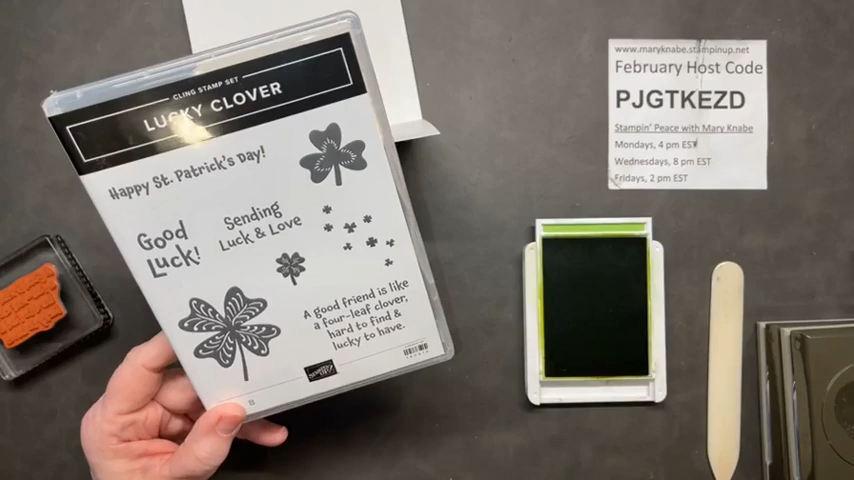 CLING STAMP SET
LUCKY CLOVER
Happy St. Patrick's Day!
Good
Luck!
Sending
Luck & Love
A good friend is like
a four-leaf clover,
hard to find &
lucky to have.
STAMPIN' UP!
www.maryknabe.stampinup.net
February Host Code
PJGTKEZD
Stampin' Peace with Mary Knabe
Mondays, 4 pm EST
Wednesdays, 8 pm EST
Fridays, 2 pm EST